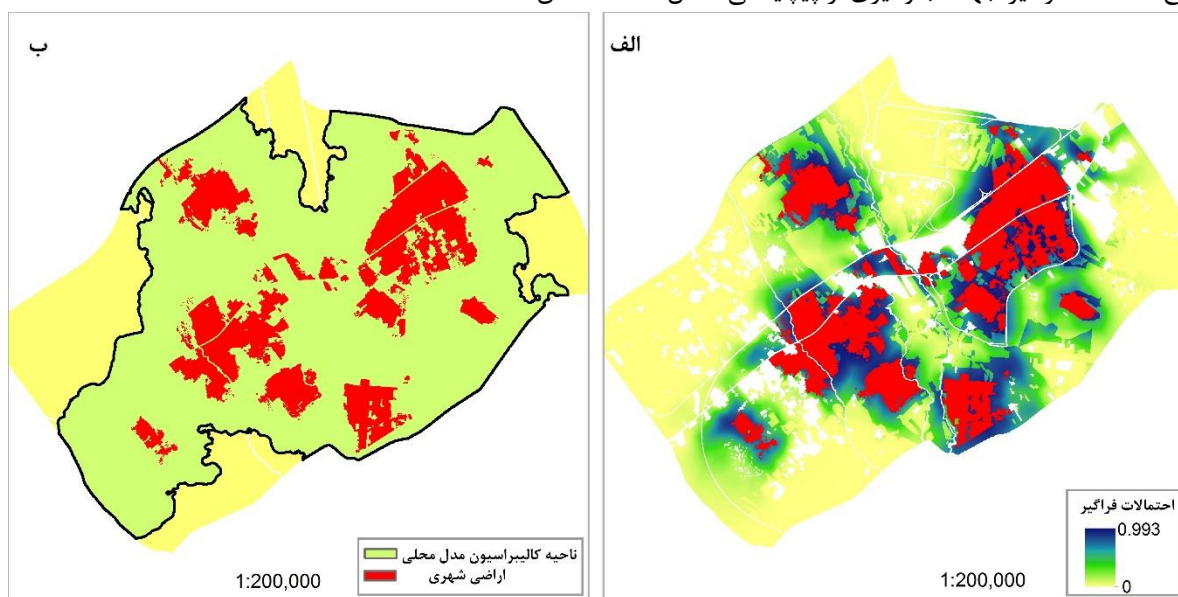 الف
احتمالات فراگیر
0.993
0
1:200,000
ب
ناحیه کالیبراسیون مدل محلی
اراضی شهری
1:200,000